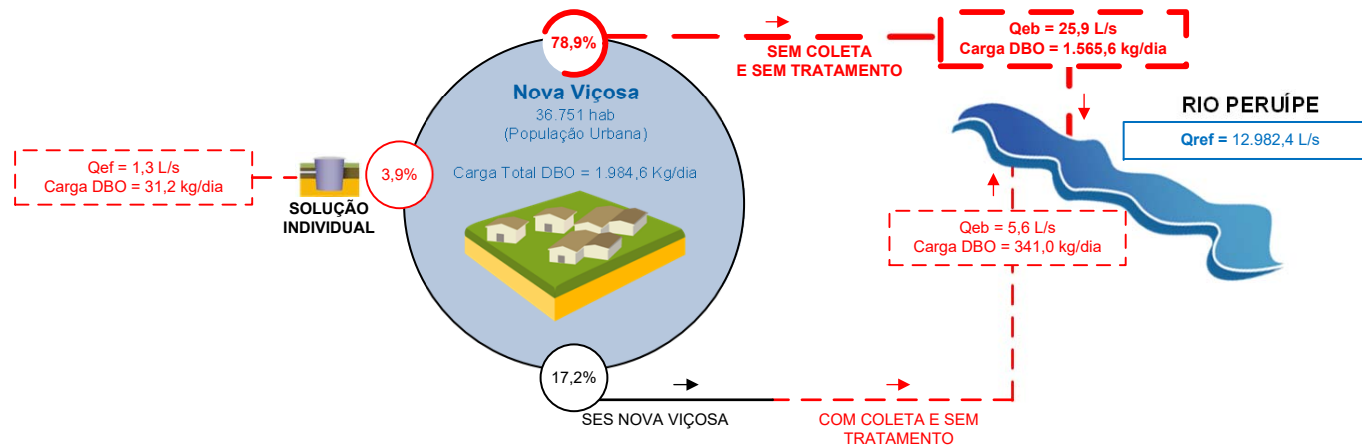 78,9%
SEM COLETA
E SEM TRATAMENTO
Qeb = 25,9 L/s
Carga DBO = 1.565,6 kg/dia
Nova Viçosa
36.751 hab
(População Urbana)
Carga Total DBO = 1.984,6 Kg/dia
RIO PERUÍPE
Qref = 12.982,4 L/s
Qef = 1,3 L/s
Carga DBO = 31,2 kg/dia
SOLUÇÃO
INDIVIDUAL
3,9%
Qeb = 5,6 L/s
Carga DBO = 341,0 kg/dia
17,2%
SES NOVA VIÇOSA
COM COLETA E SEM
TRATAMENTO